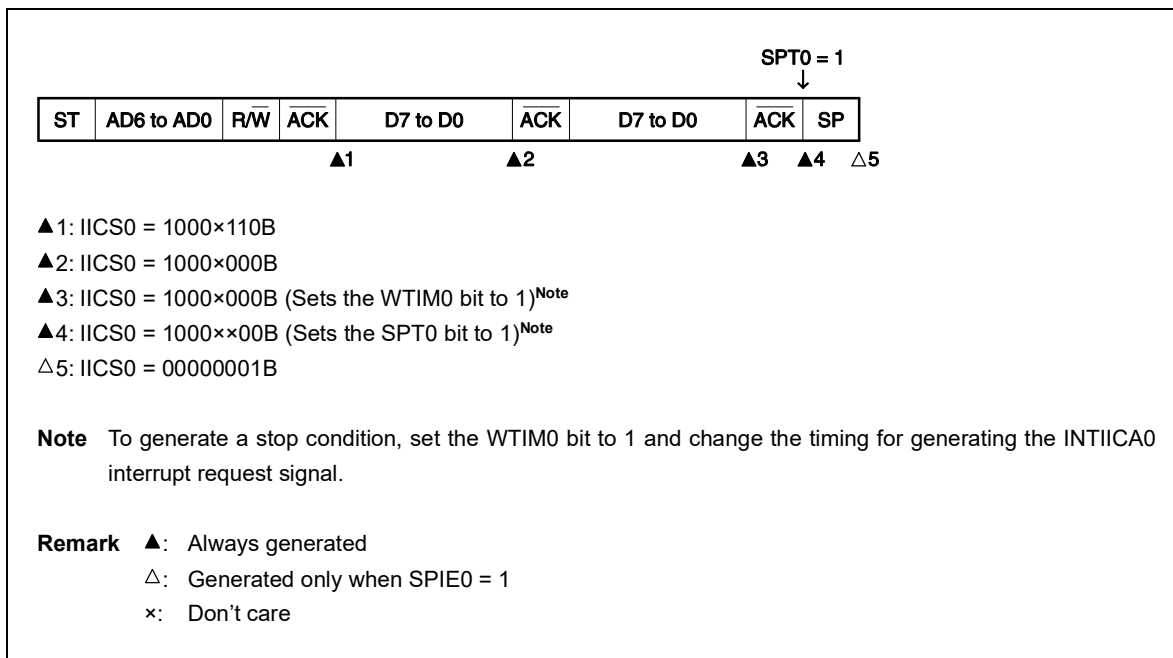 SPT0 = 1
↓
ST AD6 to AD0 R/W̅ A̅C̅K̅ D7 to D0 A̅C̅K̅ D7 to D0 A̅C̅K̅ SP
▲1 ▲2 ▲3 ▲4 △5
▲1: IICS0 = 1000×110B
▲2: IICS0 = 1000×000B
▲3: IICS0 = 1000×000B (Sets the WTIM0 bit to 1)Note
▲4: IICS0 = 1000××00B (Sets the SPT0 bit to 1)Note
△5: IICS0 = 00000001B
Note To generate a stop condition, set the WTIM0 bit to 1 and change the timing for generating the INTIICA0
interrupt request signal.
Remark ▲: Always generated
△: Generated only when SPIE0 = 1
×: Don't care